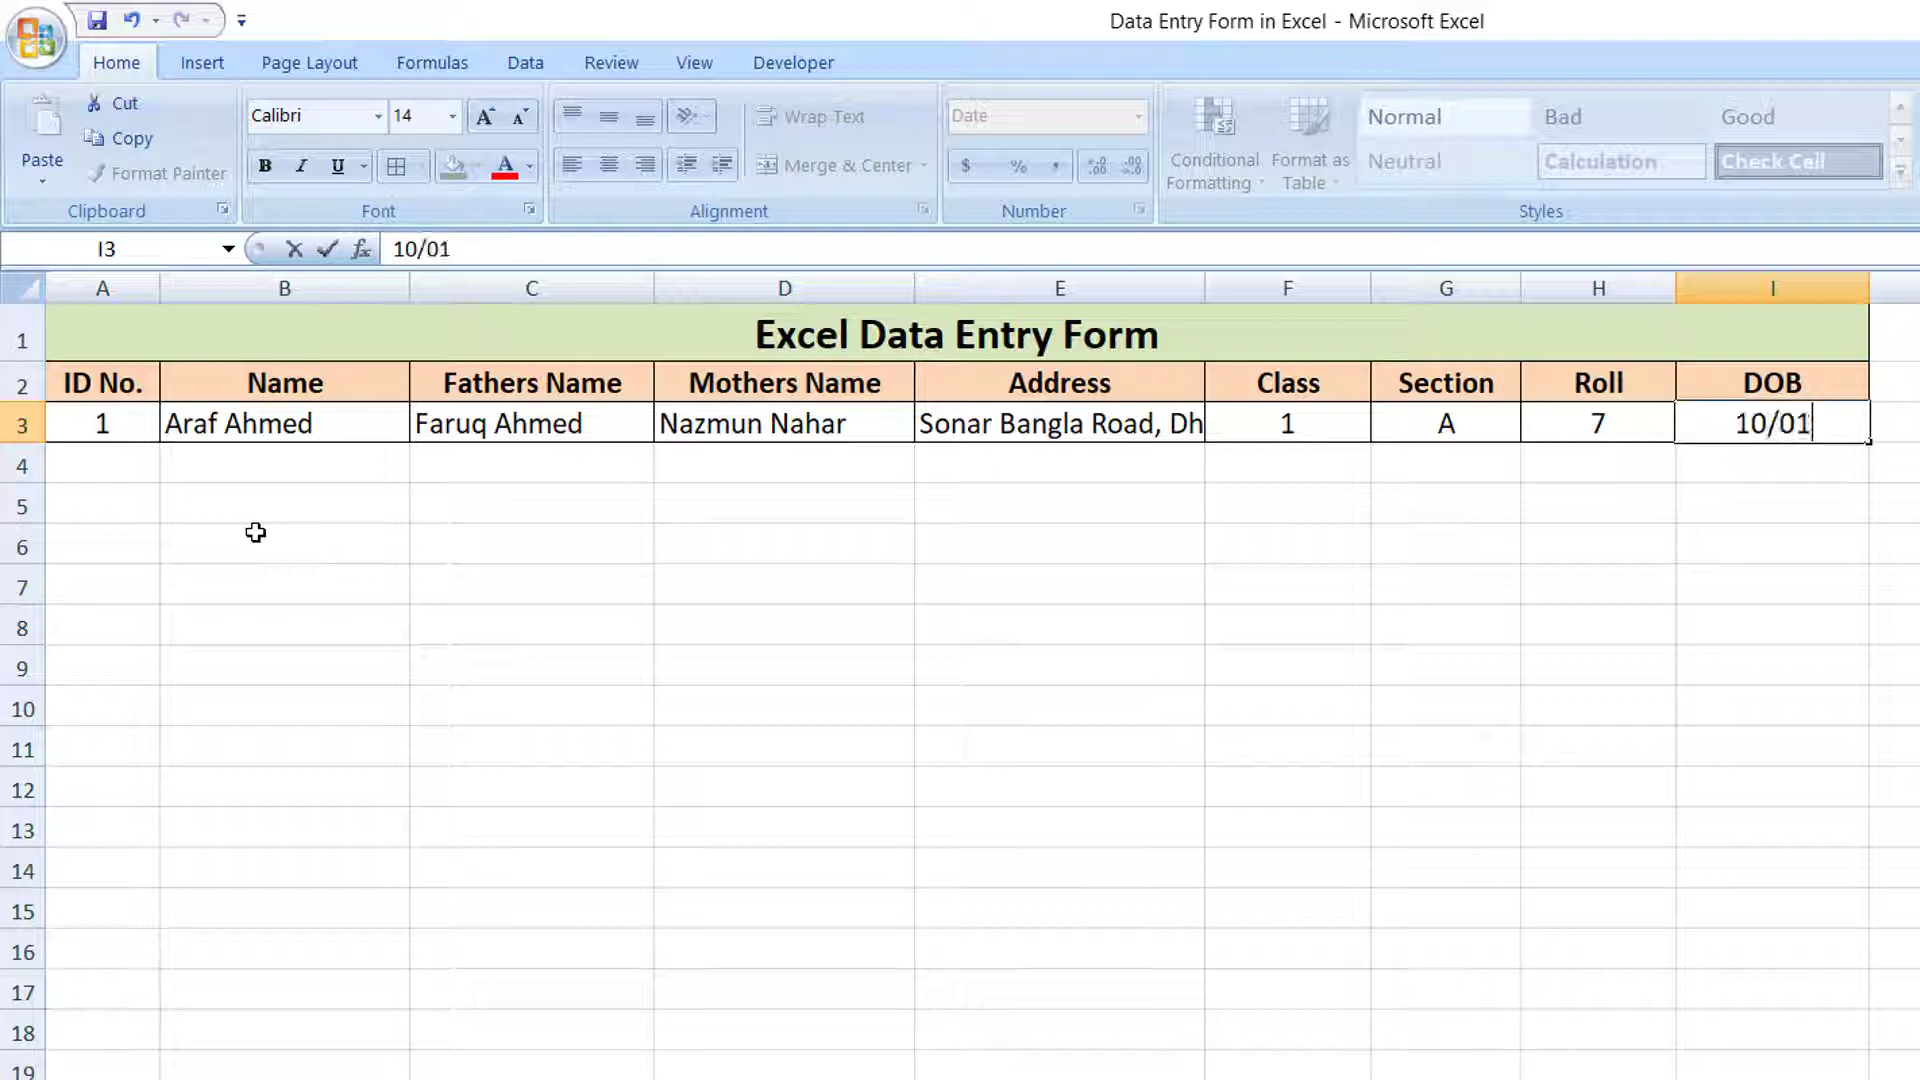 Data Entry Form in Excel - Microsoft Excel
Home Insert Page Layout Formulas Data Review View Developer
Cut
Copy
Format Painter
Paste
Clipboard
Calibri 14
B I U A
Font
Wrap Text
Merge & Center
Alignment
Date
$ % ,
Number
Conditional Formatting
Format as Table
Normal Bad Good
Neutral Calculation Check Cell
Styles
I3 fx 10/01
A B C D E F G H I
1 Excel Data Entry Form
2 ID No. Name Fathers Name Mothers Name Address Class Section Roll DOB
3 1 Araf Ahmed Faruq Ahmed Nazmun Nahar Sonar Bangla Road, Dh 1 A 7 10/01
4
5
6
7
8
9
10
11
12
13
14
15
16
17
18
19